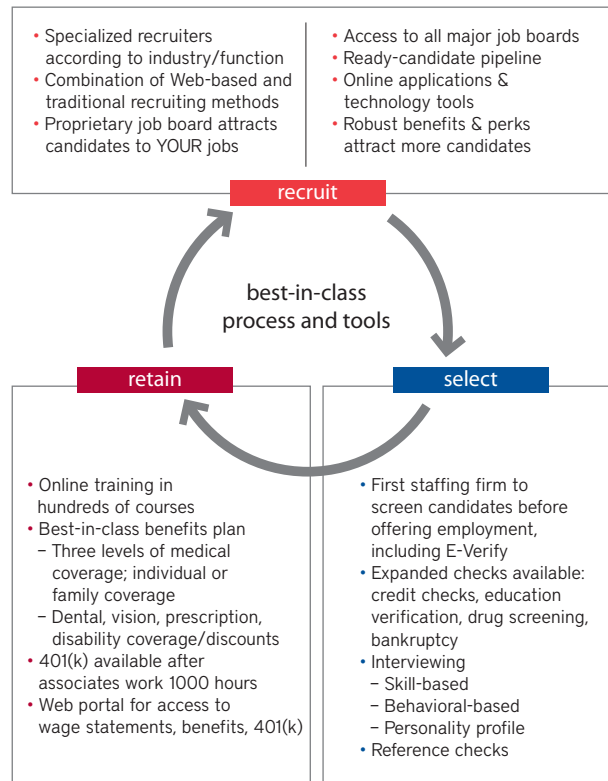 • Specialized recruiters
according to industry/function
• Combination of Web-based and
traditional recruiting methods
• Proprietary job board attracts
candidates to YOUR jobs
• Access to all major job boards
• Ready-candidate pipeline
• Online applications &
technology tools
• Robust benefits & perks
attract more candidates
recruit
best-in-class
process and tools
retain
• Online training in
hundreds of courses
• Best-in-class benefits plan
– Three levels of medical
coverage; individual or
family coverage
– Dental, vision, prescription,
disability coverage/discounts
• 401(k) available after
associates work 1000 hours
• Web portal for access to
wage statements, benefits, 401(k)
select
• First staffing firm to
screen candidates before
offering employment,
including E-Verify
• Expanded checks available:
credit checks, education
verification, drug screening,
bankruptcy
• Interviewing
– Skill-based
– Behavioral-based
– Personality profile
• Reference checks